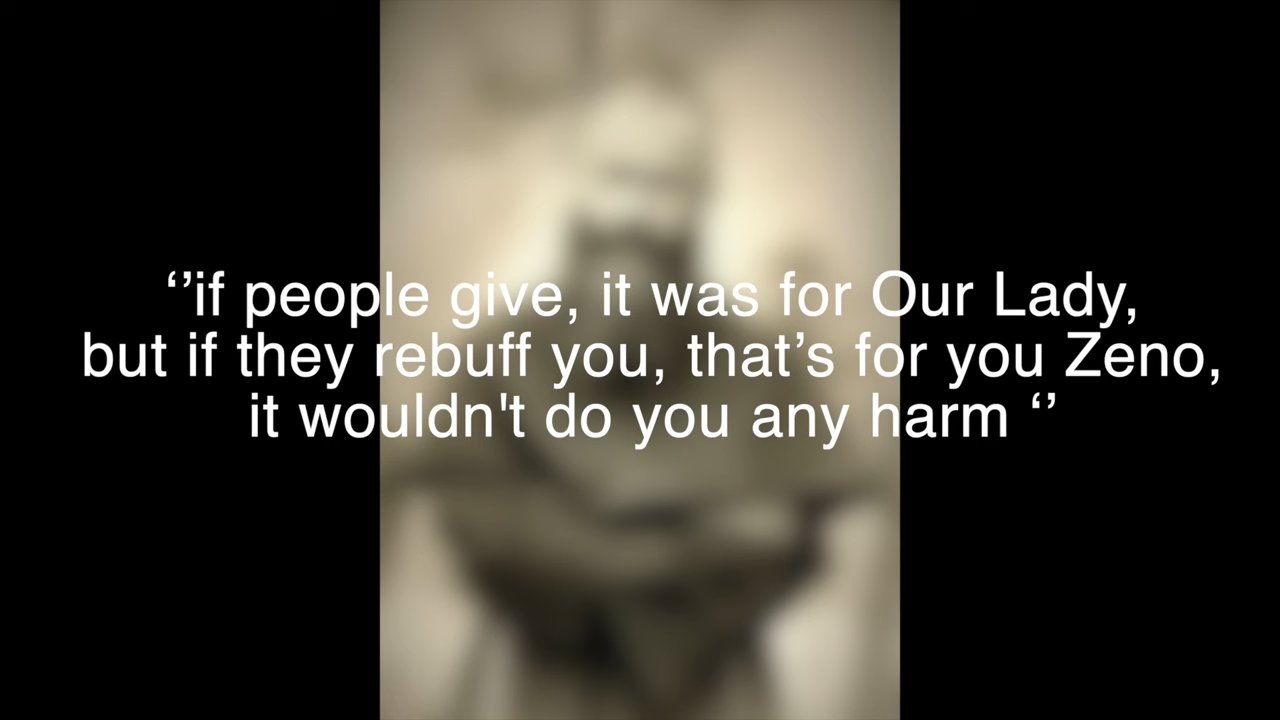 ‘’if people give, it was for Our Lady,
but if they rebuff you, that’s for you Zeno,
it wouldn't do you any harm ‘’